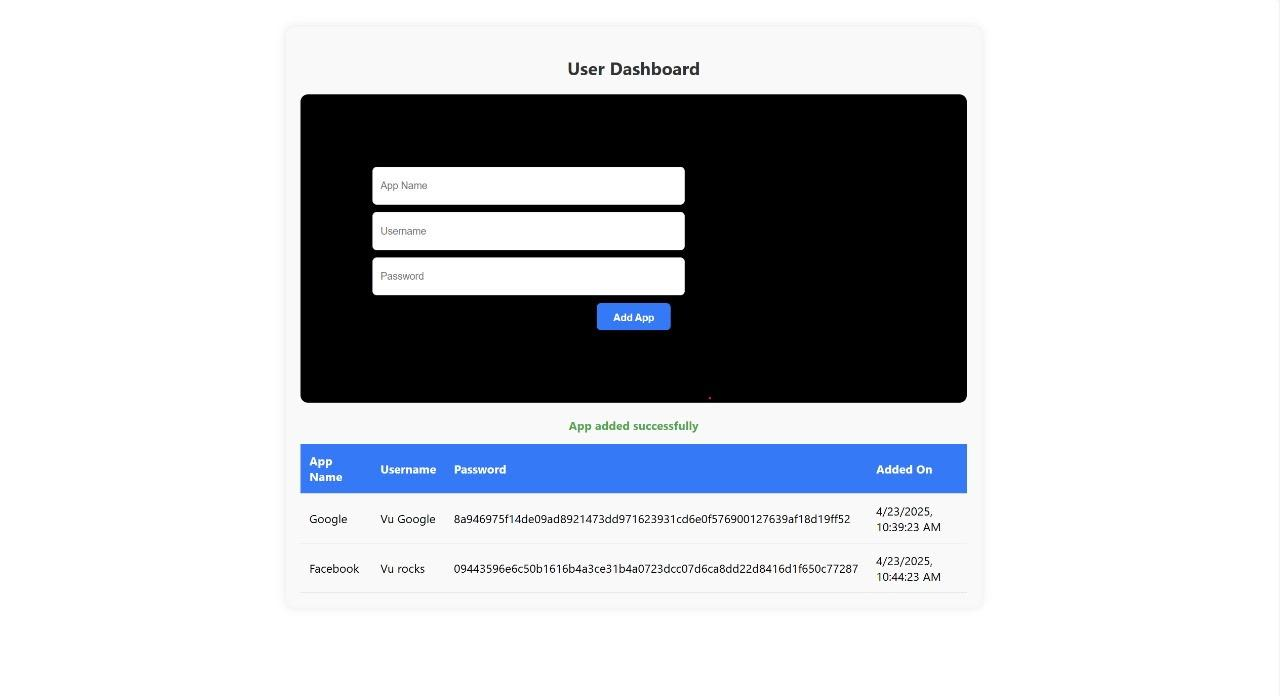 User Dashboard
App Name
Username
Password
Add App
App added successfully
App Name Username Password Added On
Google Vu Google 8a946975f14de09ad8921473dd971623931cd6e0f576900127639af18d19ff52 4/23/2025, 10:39:23 AM
Facebook Vu rocks 09443596e6c50b1616b4a3ce31b4a0723dcc07d6ca8dd22d8416d1f650c77287 4/23/2025, 10:44:23 AM